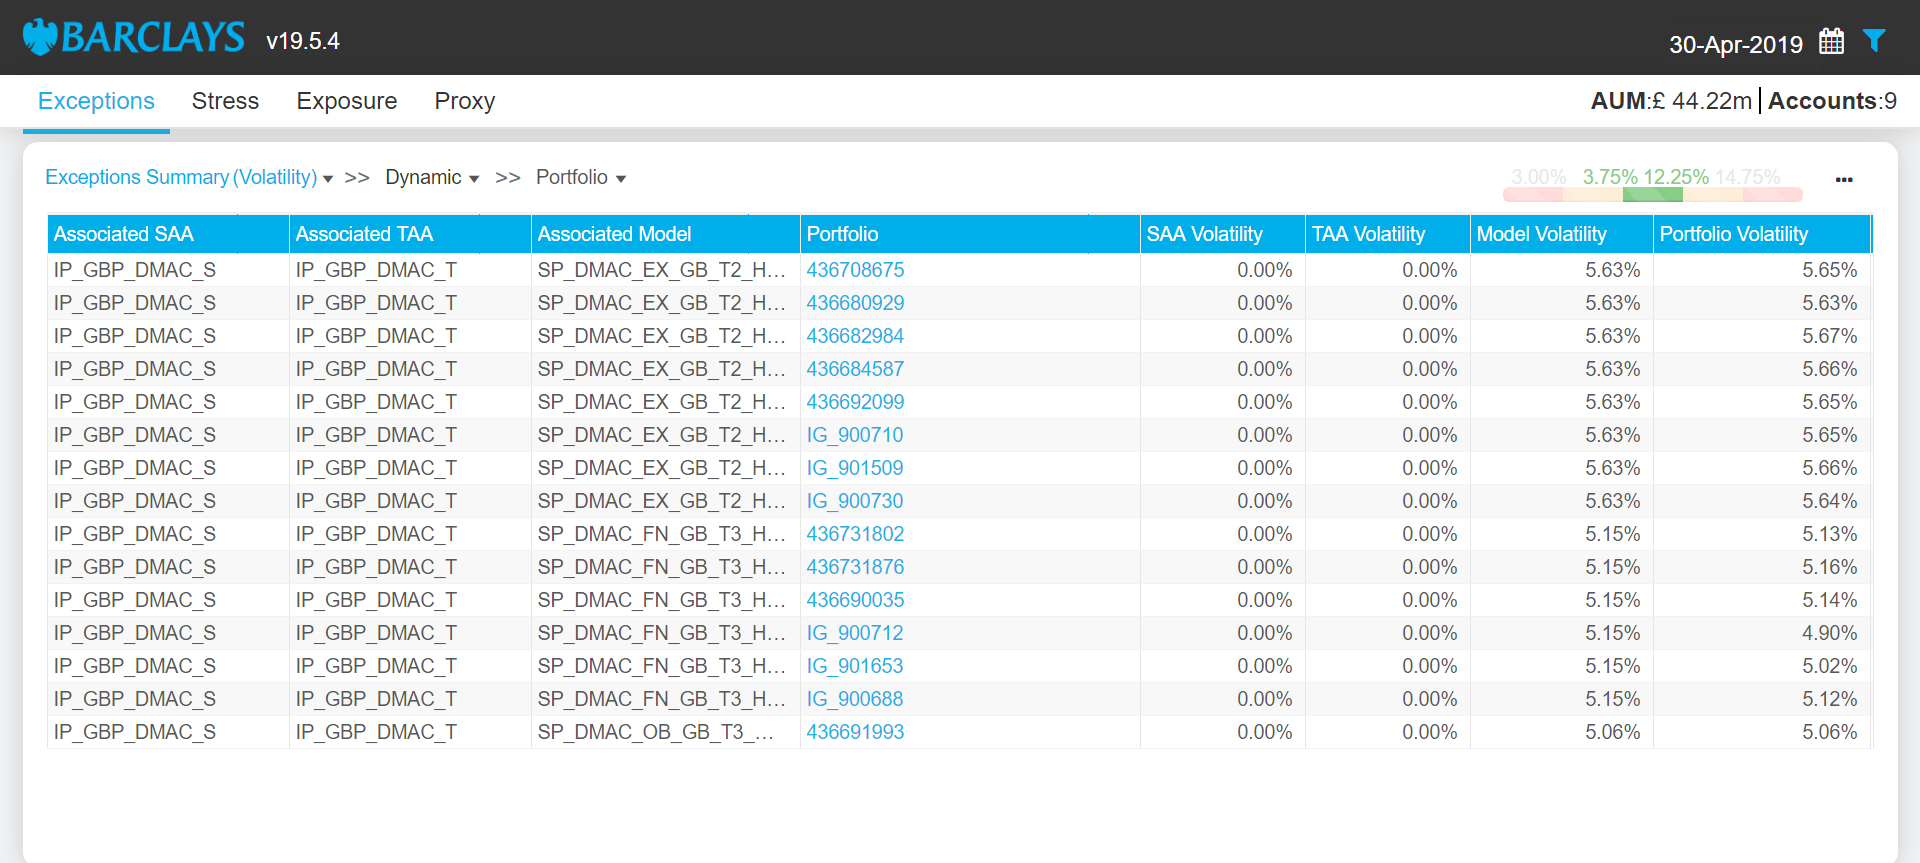 BARCLAYS v19.5.4 30-Apr-2019
Exceptions Stress Exposure Proxy AUM:£ 44.22m | Accounts:9
Exceptions Summary (Volatility) >> Dynamic >> Portfolio 3.00% 3.75% 12.25% 14.75% ...
Associated SAA Associated TAA Associated Model Portfolio SAA Volatility TAA Volatility Model Volatility Portfolio Volatility
IP_GBP_DMAC_S IP_GBP_DMAC_T SP_DMAC_EX_GB_T2_H... 436708675 0.00% 0.00% 5.63% 5.65%
IP_GBP_DMAC_S IP_GBP_DMAC_T SP_DMAC_EX_GB_T2_H... 436680929 0.00% 0.00% 5.63% 5.63%
IP_GBP_DMAC_S IP_GBP_DMAC_T SP_DMAC_EX_GB_T2_H... 436682984 0.00% 0.00% 5.63% 5.67%
IP_GBP_DMAC_S IP_GBP_DMAC_T SP_DMAC_EX_GB_T2_H... 436684587 0.00% 0.00% 5.63% 5.66%
IP_GBP_DMAC_S IP_GBP_DMAC_T SP_DMAC_EX_GB_T2_H... 436692099 0.00% 0.00% 5.63% 5.65%
IP_GBP_DMAC_S IP_GBP_DMAC_T SP_DMAC_EX_GB_T2_H... IG_900710 0.00% 0.00% 5.63% 5.65%
IP_GBP_DMAC_S IP_GBP_DMAC_T SP_DMAC_EX_GB_T2_H... IG_901509 0.00% 0.00% 5.63% 5.66%
IP_GBP_DMAC_S IP_GBP_DMAC_T SP_DMAC_EX_GB_T2_H... IG_900730 0.00% 0.00% 5.63% 5.64%
IP_GBP_DMAC_S IP_GBP_DMAC_T SP_DMAC_FN_GB_T3_H... 436731802 0.00% 0.00% 5.15% 5.13%
IP_GBP_DMAC_S IP_GBP_DMAC_T SP_DMAC_FN_GB_T3_H... 436731876 0.00% 0.00% 5.15% 5.16%
IP_GBP_DMAC_S IP_GBP_DMAC_T SP_DMAC_FN_GB_T3_H... 436690035 0.00% 0.00% 5.15% 5.14%
IP_GBP_DMAC_S IP_GBP_DMAC_T SP_DMAC_FN_GB_T3_H... IG_900712 0.00% 0.00% 5.15% 4.90%
IP_GBP_DMAC_S IP_GBP_DMAC_T SP_DMAC_FN_GB_T3_H... IG_901653 0.00% 0.00% 5.15% 5.02%
IP_GBP_DMAC_S IP_GBP_DMAC_T SP_DMAC_FN_GB_T3_H... IG_900688 0.00% 0.00% 5.15% 5.12%
IP_GBP_DMAC_S IP_GBP_DMAC_T SP_DMAC_OB_GB_T3_... 436691993 0.00% 0.00% 5.06% 5.06%